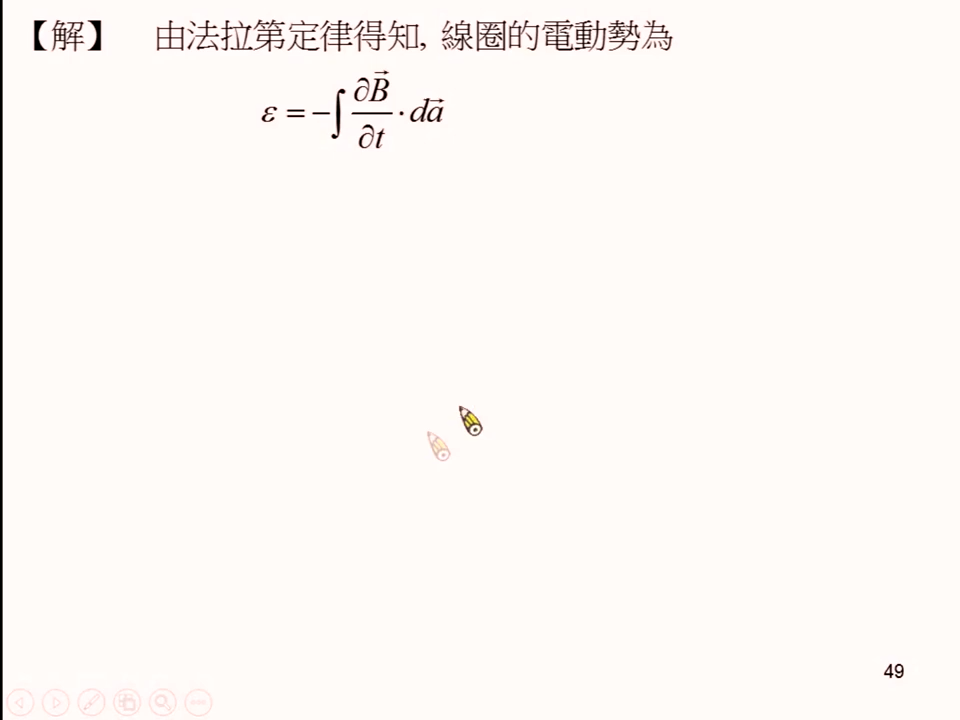 【解】 由法拉第定律得知, 線圈的電動勢為
ε = −∫ ∂B⃗/∂t · da⃗
49